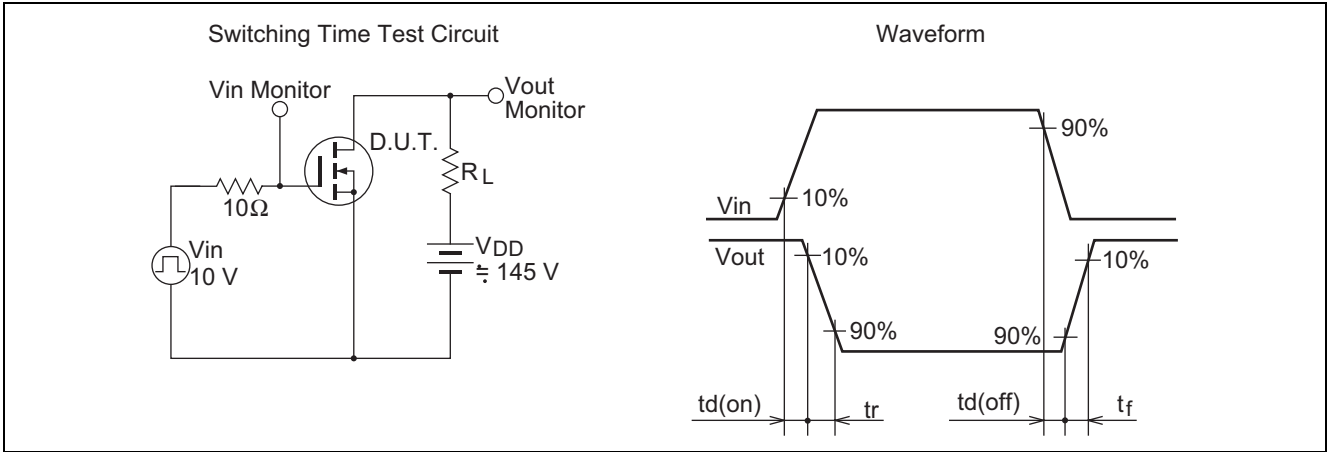 Switching Time Test Circuit
Vin Monitor
Vout
Monitor
D.U.T.
RL
10Ω
Vin
10 V
VDD
≒ 145 V
Waveform
90%
10%
Vin
Vout
10%
10%
90%
90%
td(on)
tr
td(off)
tf